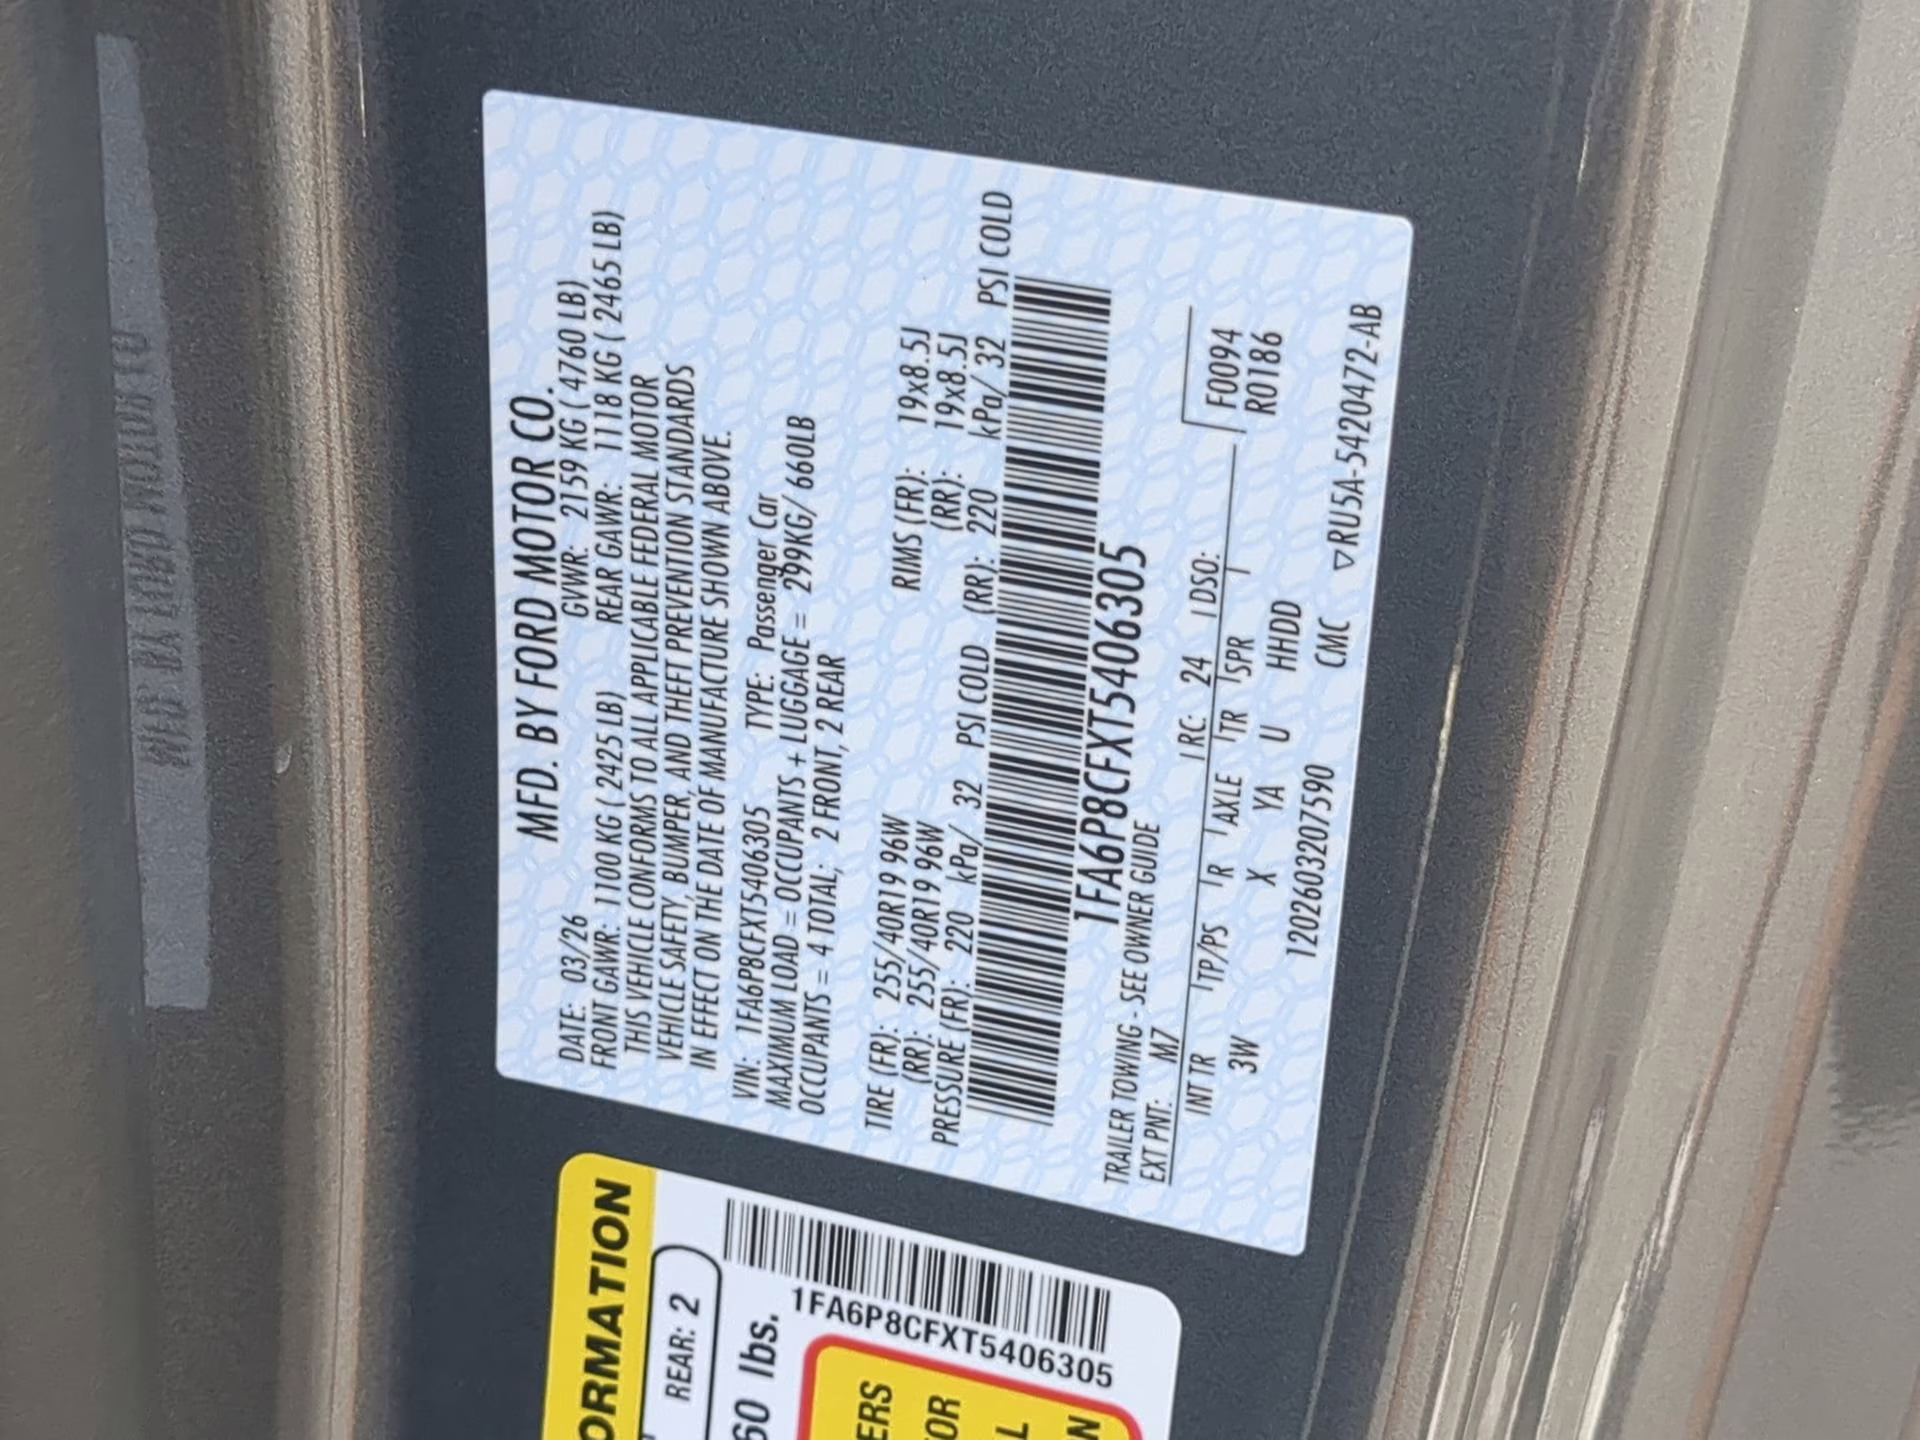 MFD. BY FORD MOTOR CO.
DATE: 03/26 GVWR: 2159 KG ( 4760 LB)
FRONT GAWR: 1100 KG ( 2425 LB) REAR GAWR: 1118 KG ( 2465 LB)
THIS VEHICLE CONFORMS TO ALL APPLICABLE FEDERAL MOTOR
VEHICLE SAFETY, BUMPER, AND THEFT PREVENTION STANDARDS
IN EFFECT ON THE DATE OF MANUFACTURE SHOWN ABOVE.
VIN: 1FA6P8CFXT5406305 TYPE: Passenger Car
MAXIMUM LOAD = OCCUPANTS + LUGGAGE = 299KG/ 660LB
OCCUPANTS = 4 TOTAL; 2 FRONT, 2 REAR
TIRE (FR): 255/40R19 96W RIMS (FR): 19x8.5J
(RR): 255/40R19 96W (RR): 19x8.5J
PRESSURE (FR): 220 kPa/ 32 PSI COLD (RR): 220 kPa/ 32 PSI COLD
1FA6P8CFXT5406305
TRAILER TOWING - SEE OWNER GUIDE
EXT PNT: M7 RC: 24 DSO: F0094
INT TR TP/PS R AXLE TR SPR R0186
3W X YA U HHDD
1202603207590 CMC ▽RU5A-5420472-AB
ORMATION
REAR: 2
60 lbs.
1FA6P8CFXT5406305
ERS
OR
L
N